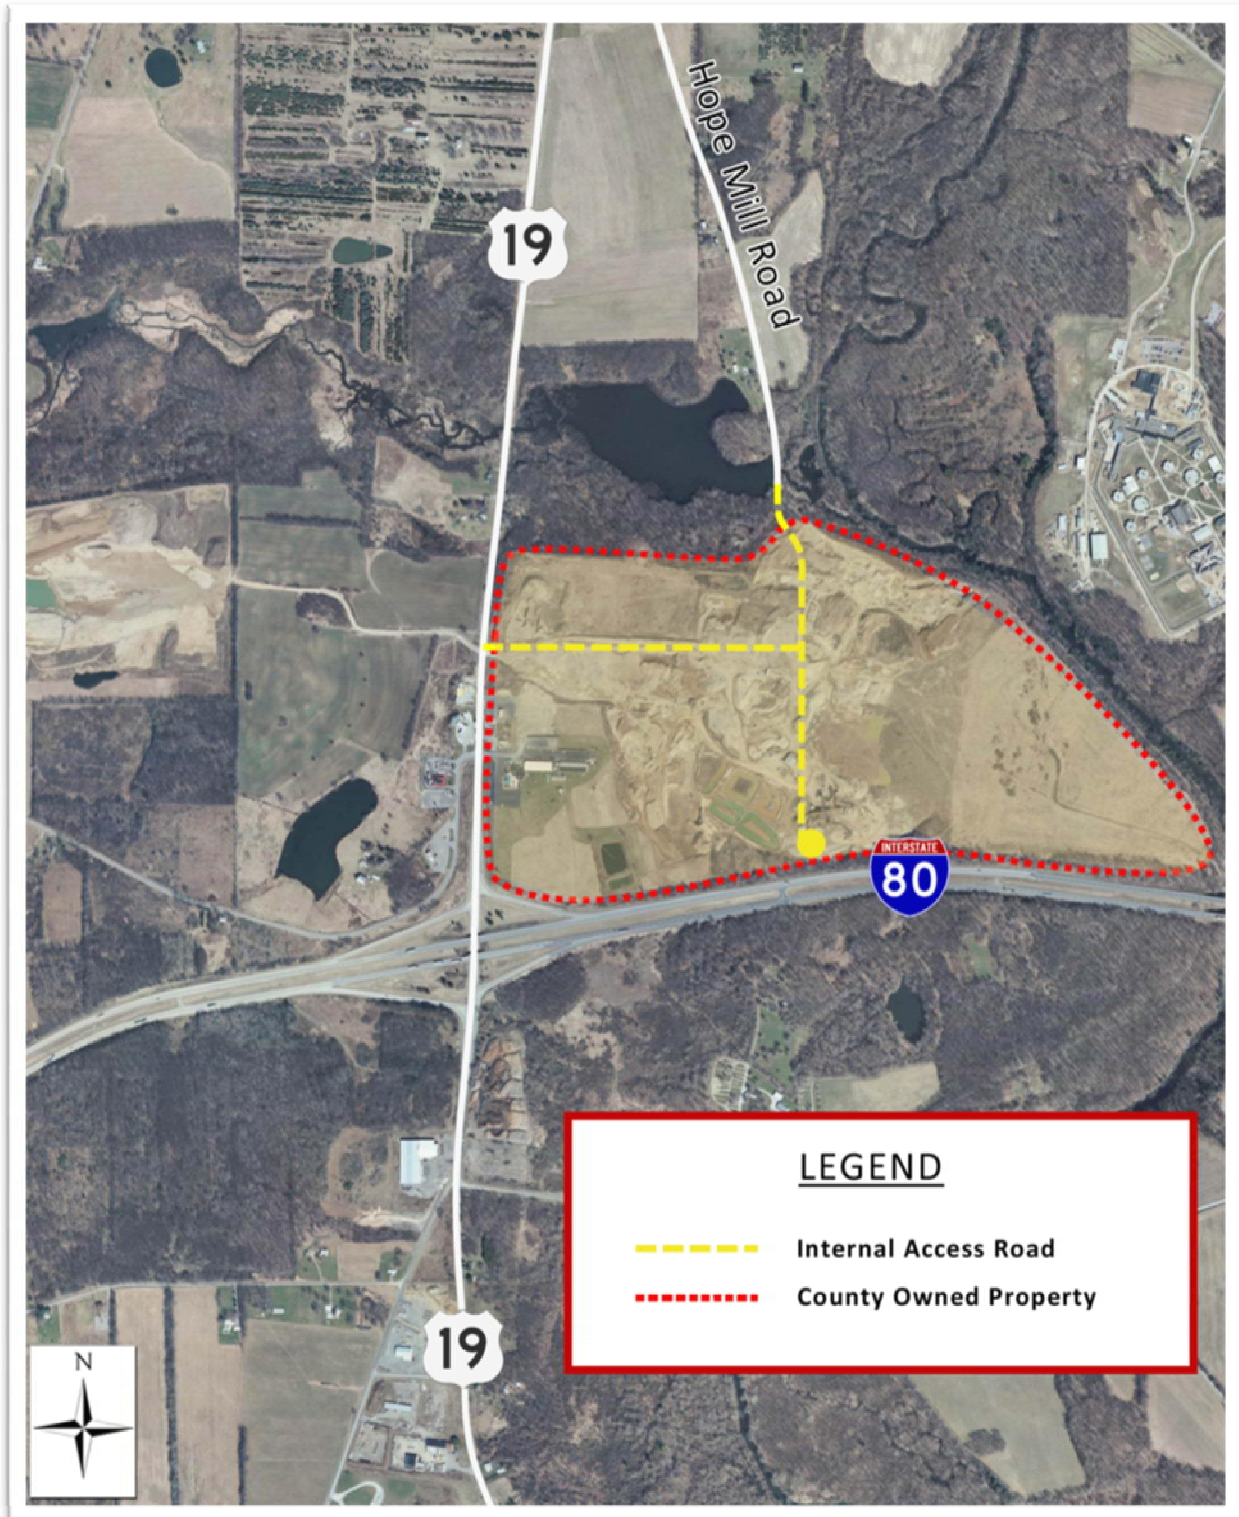 Hope Mill Road
19
INTERSTATE
80
LEGEND
Internal Access Road
County Owned Property
19
N